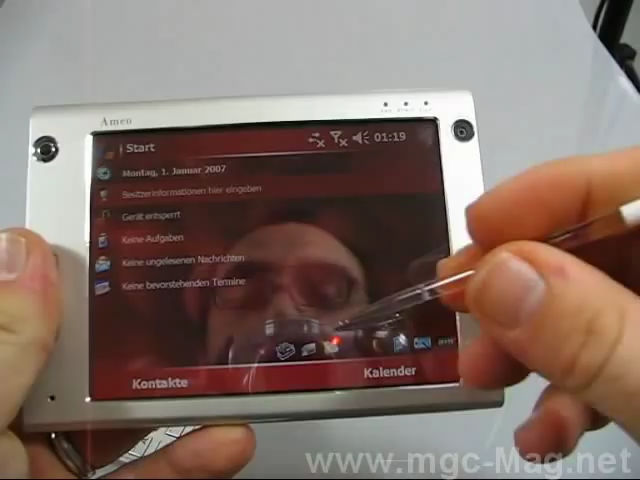 Ameo
Start 01:19
Montag, 1. Januar 2007
Besitzerinformationen hier eingeben
Gerät entsperrt
Keine Aufgaben
Keine ungelesenen Nachrichten
Keine bevorstehenden Termine
Kontakte Kalender
www.mgc-Mag.net